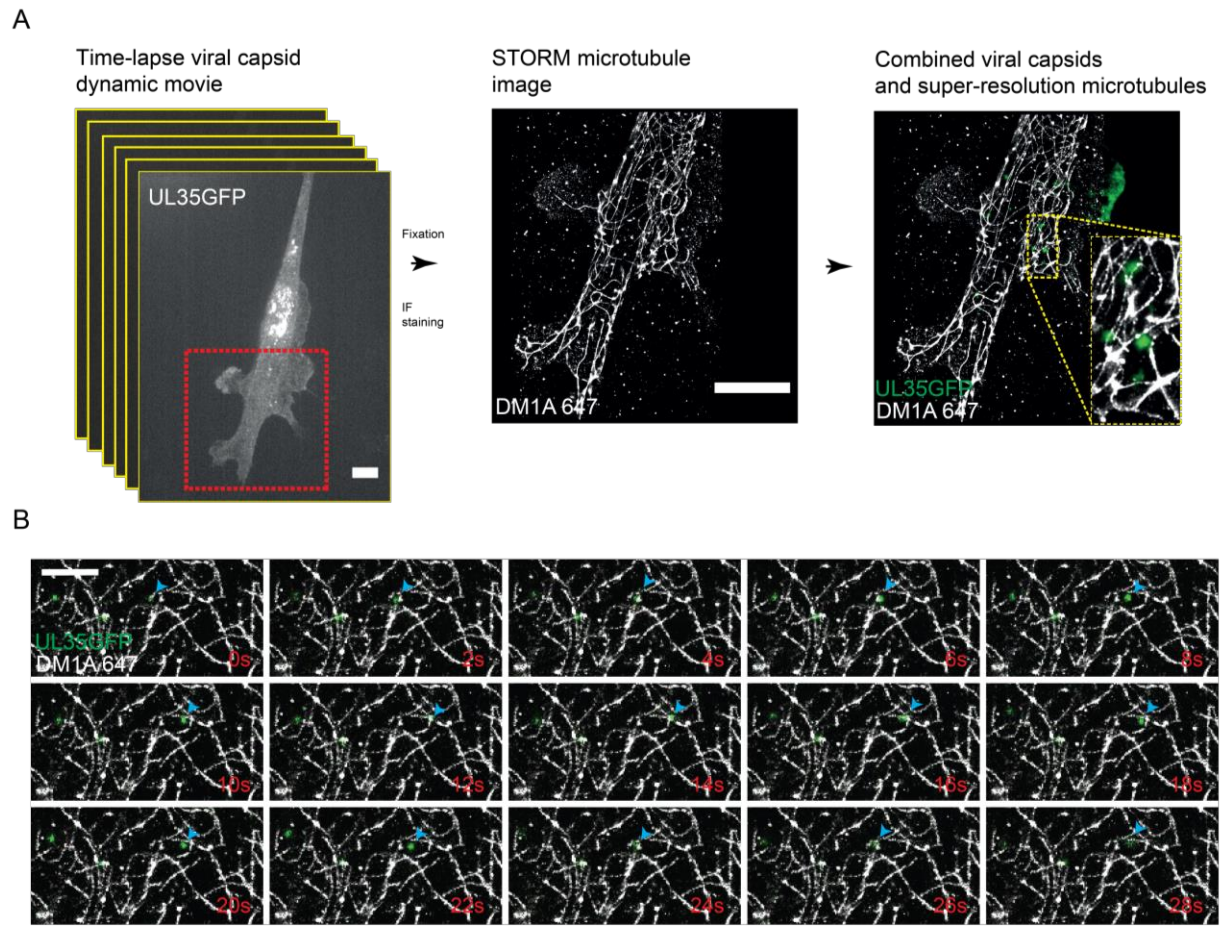 A
Time-lapse viral capsid
dynamic movie
STORM microtubule
image
Combined viral capsids
and super-resolution microtubules
UL35GFP
Fixation
IF
staining
DM1A 647
UL35GFP
DM1A 647
B
UL35GFP
DM1A 647
0s
2s
4s
6s
8s
10s
12s
14s
16s
18s
20s
22s
24s
26s
28s